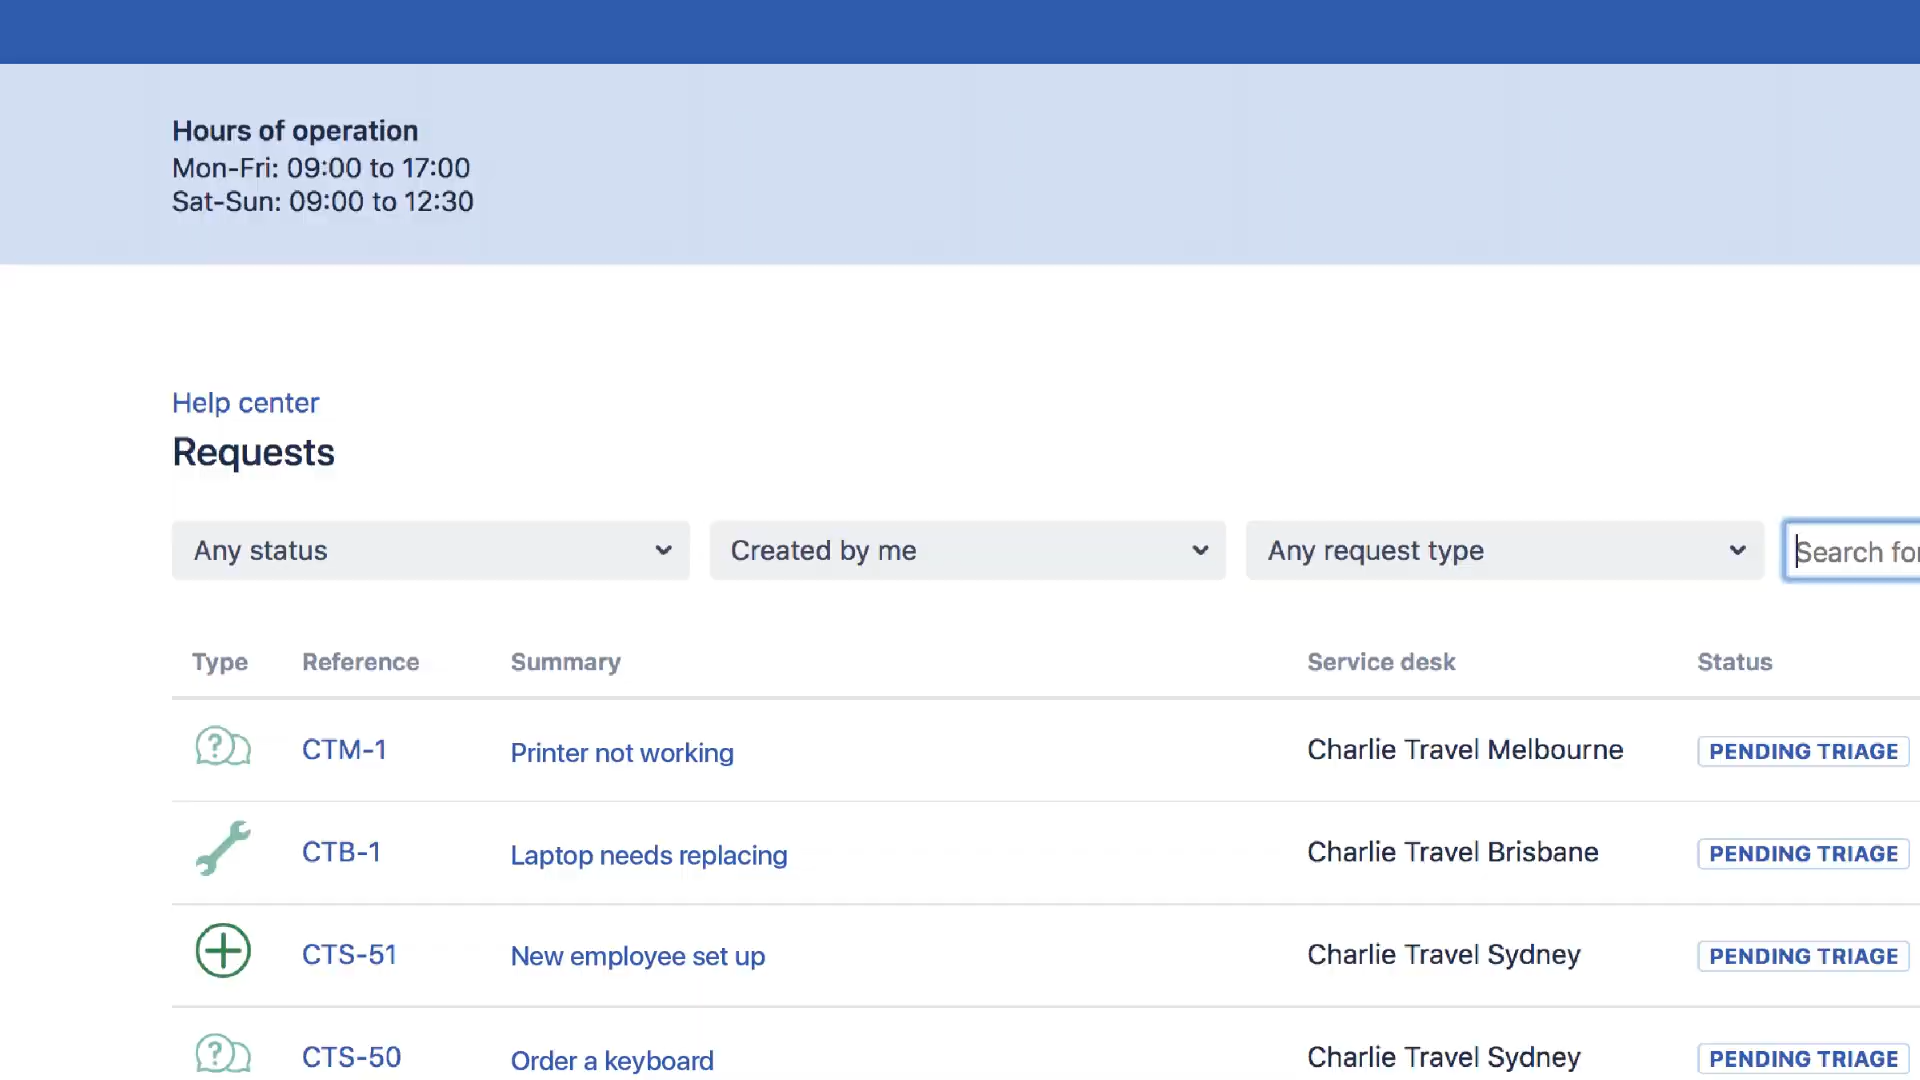 Hours of operation
Mon-Fri: 09:00 to 17:00
Sat-Sun: 09:00 to 12:30
Help center
Requests
Any status
Created by me
Any request type
Search for
Type Reference Summary Service desk Status
CTM-1 Printer not working Charlie Travel Melbourne PENDING TRIAGE
CTB-1 Laptop needs replacing Charlie Travel Brisbane PENDING TRIAGE
CTS-51 New employee set up Charlie Travel Sydney PENDING TRIAGE
CTS-50 Order a keyboard Charlie Travel Sydney PENDING TRIAGE